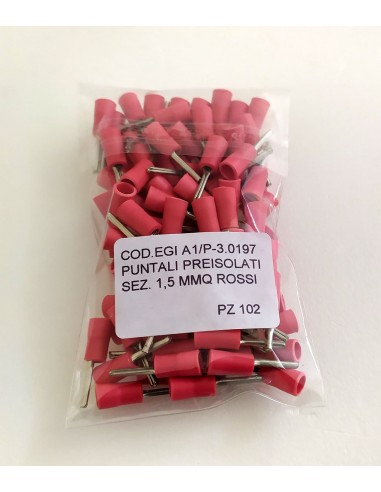 COD.EGI A1/P-3.0197
PUNTALI PREISOLATI
SEZ. 1,5 MMQ ROSSI
PZ 102